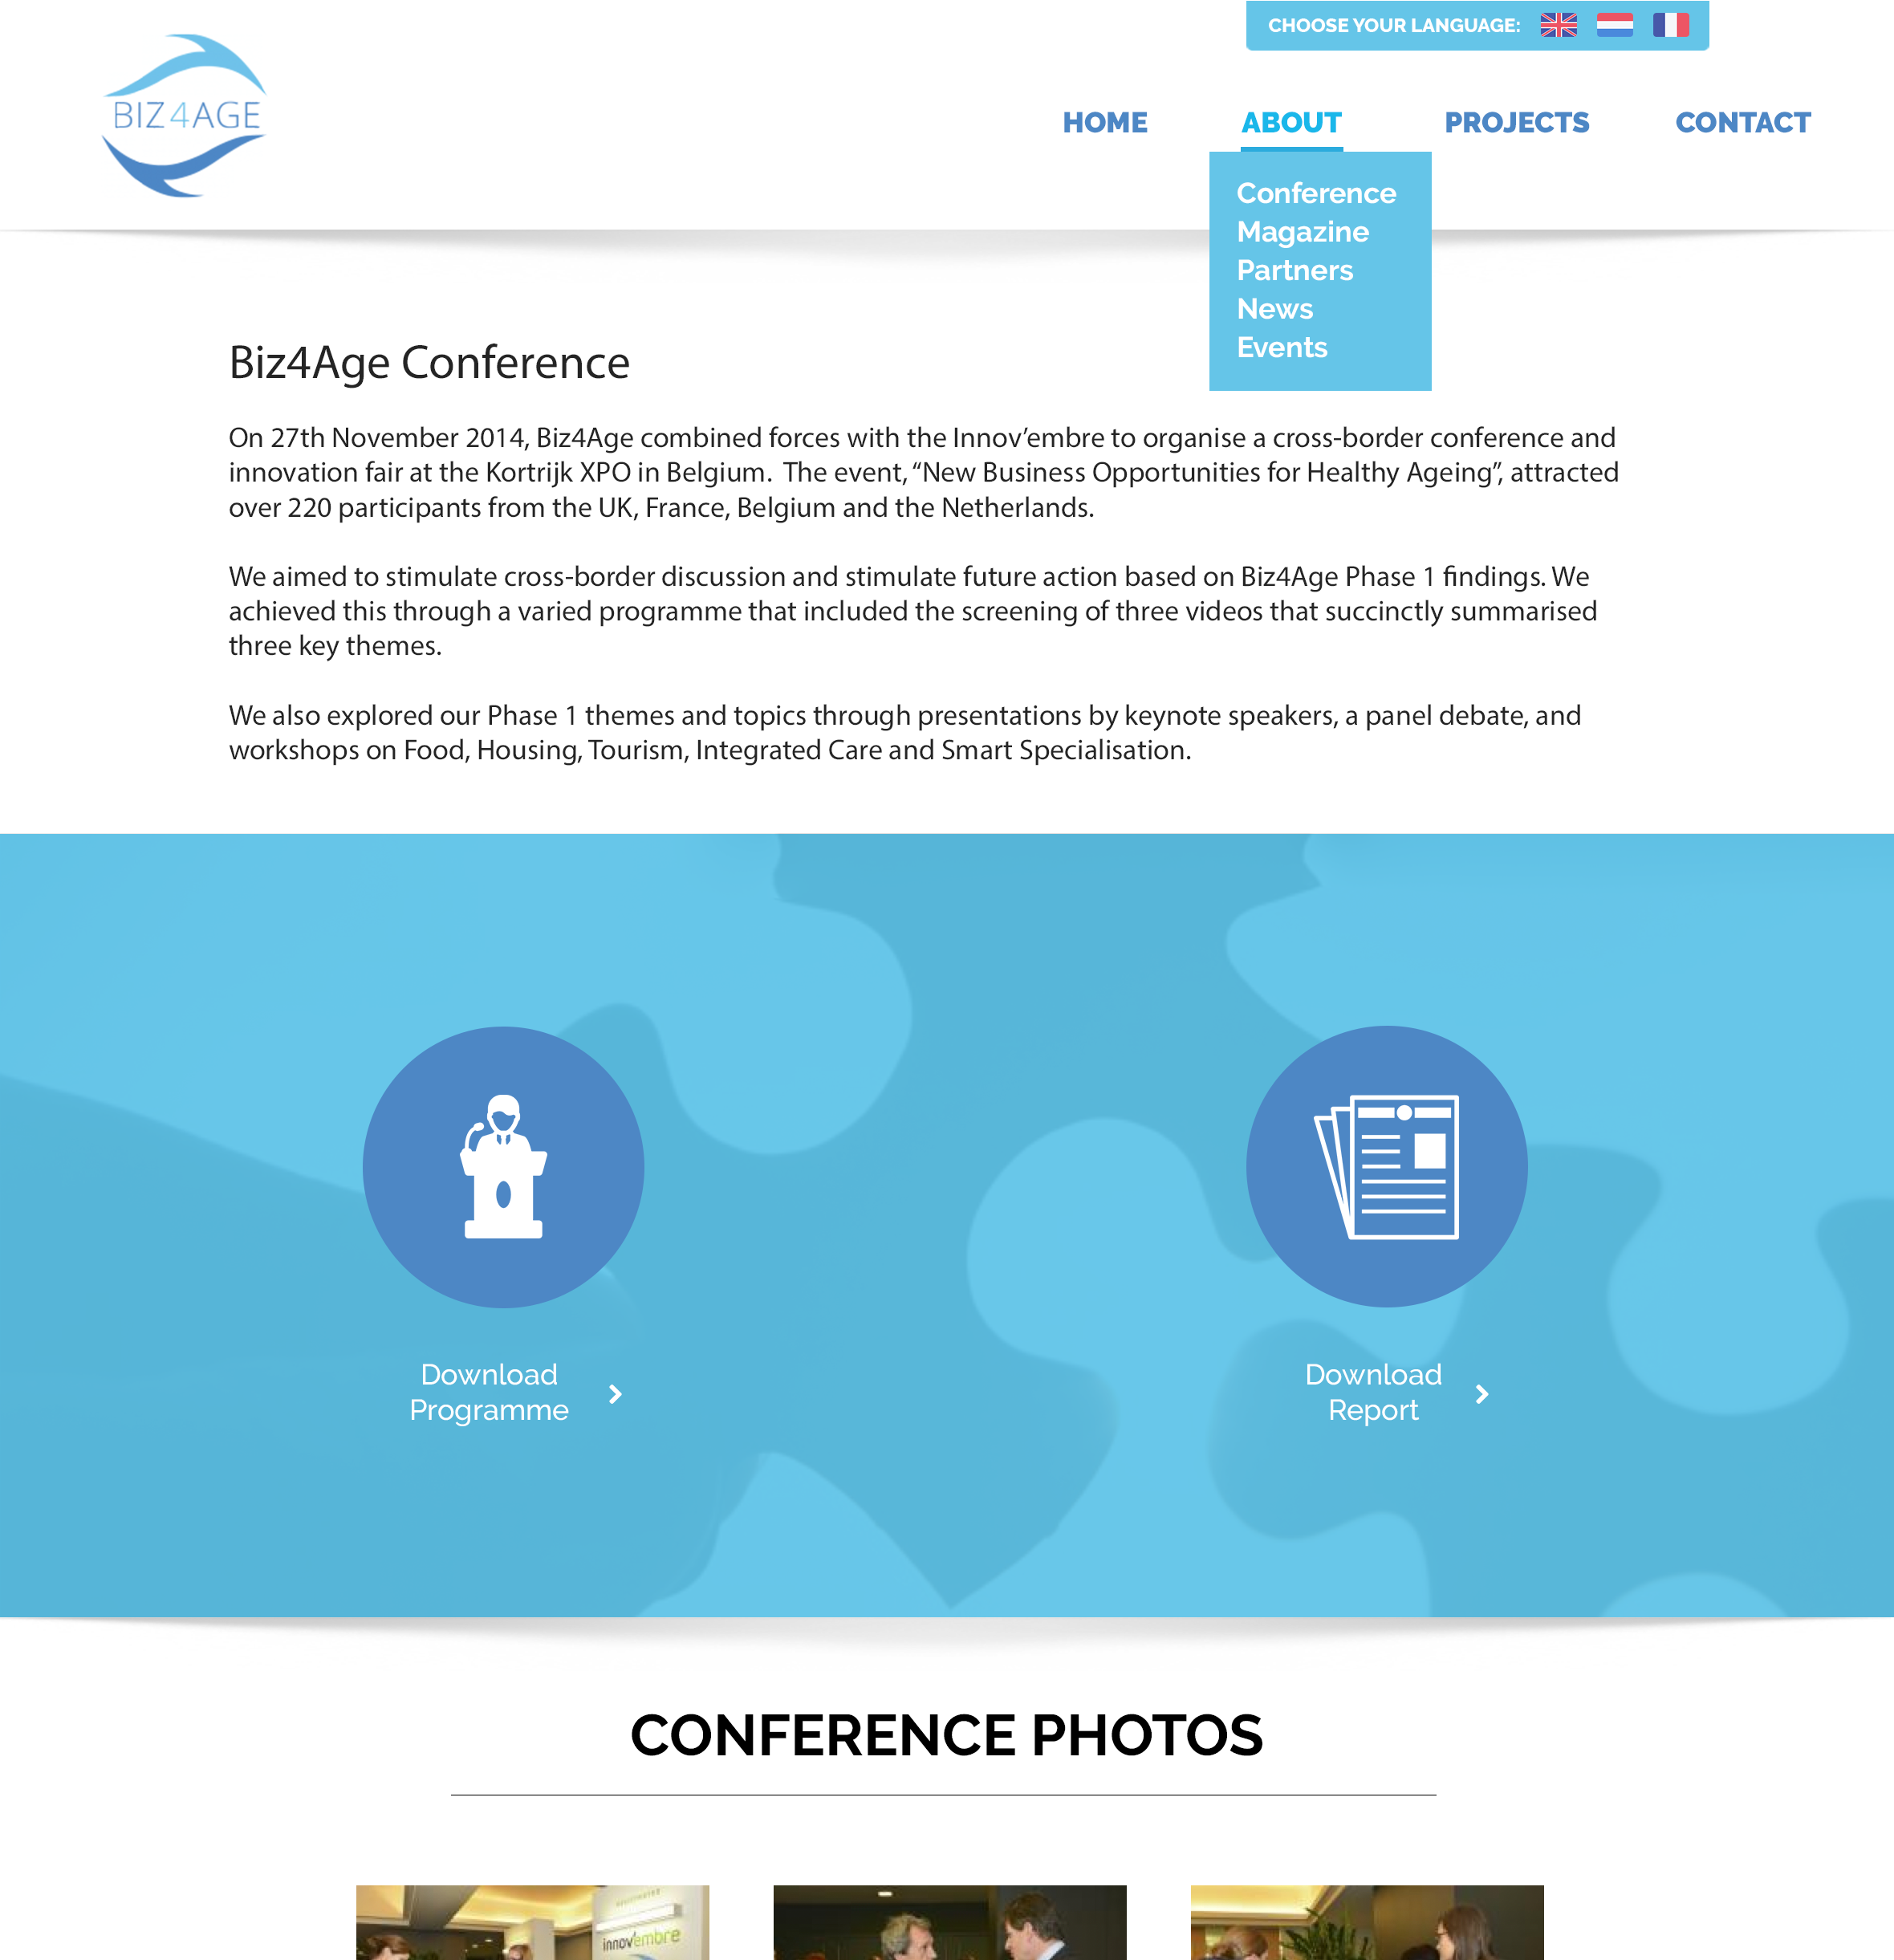 CHOOSE YOUR LANGUAGE:
BIZ4AGE
HOME
ABOUT
PROJECTS
CONTACT
Conference
Magazine
Partners
News
Events
Biz4Age Conference
On 27th November 2014, Biz4Age combined forces with the Innov’embre to organise a cross-border conference and
innovation fair at the Kortrijk XPO in Belgium.  The event, “New Business Opportunities for Healthy Ageing”, attracted
over 220 participants from the UK, France, Belgium and the Netherlands.
We aimed to stimulate cross-border discussion and stimulate future action based on Biz4Age Phase 1 findings. We
achieved this through a varied programme that included the screening of three videos that succinctly summarised
three key themes.
We also explored our Phase 1 themes and topics through presentations by keynote speakers, a panel debate, and
workshops on Food, Housing, Tourism, Integrated Care and Smart Specialisation.
Download
Programme
Download
Report
CONFERENCE PHOTOS
innov'embre